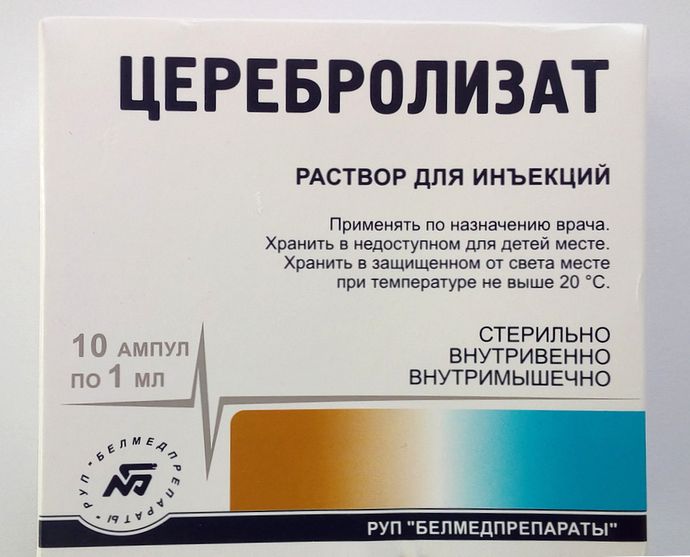 ЦЕРЕБРОЛИЗАТ
РАСТВОР ДЛЯ ИНЪЕКЦИЙ
Применять по назначению врача.
Хранить в недоступном для детей месте.
Хранить в защищенном от света месте
при температуре не выше 20 °C.
10 АМПУЛ
ПО 1 МЛ
СТЕРИЛЬНО
ВНУТРИВЕННО
ВНУТРИМЫШЕЧНО
РУП • БЕЛМЕДПРЕПАРАТЫ •
РУП "БЕЛМЕДПРЕПАРАТЫ"